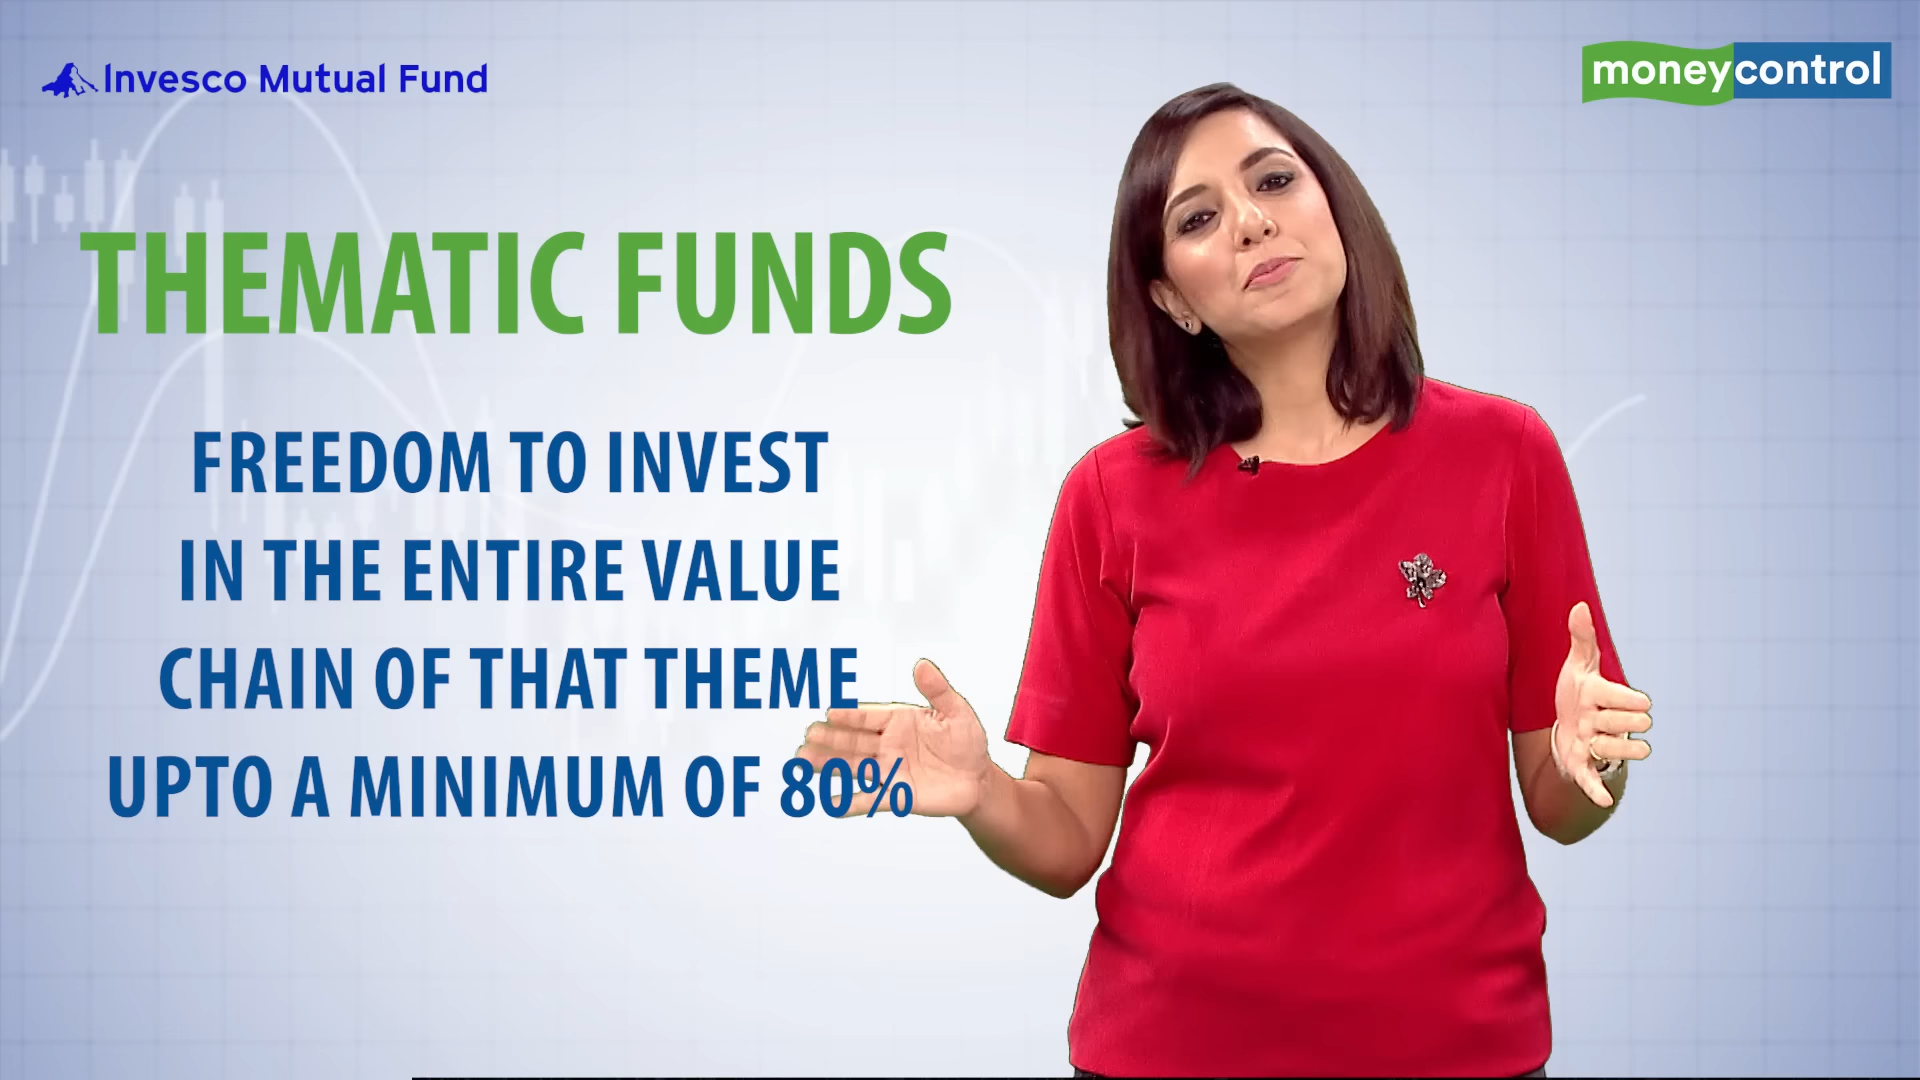 Invesco Mutual Fund
moneycontrol
THEMATIC FUNDS
FREEDOM TO INVEST
IN THE ENTIRE VALUE
CHAIN OF THAT THEME
UPTO A MINIMUM OF 80%